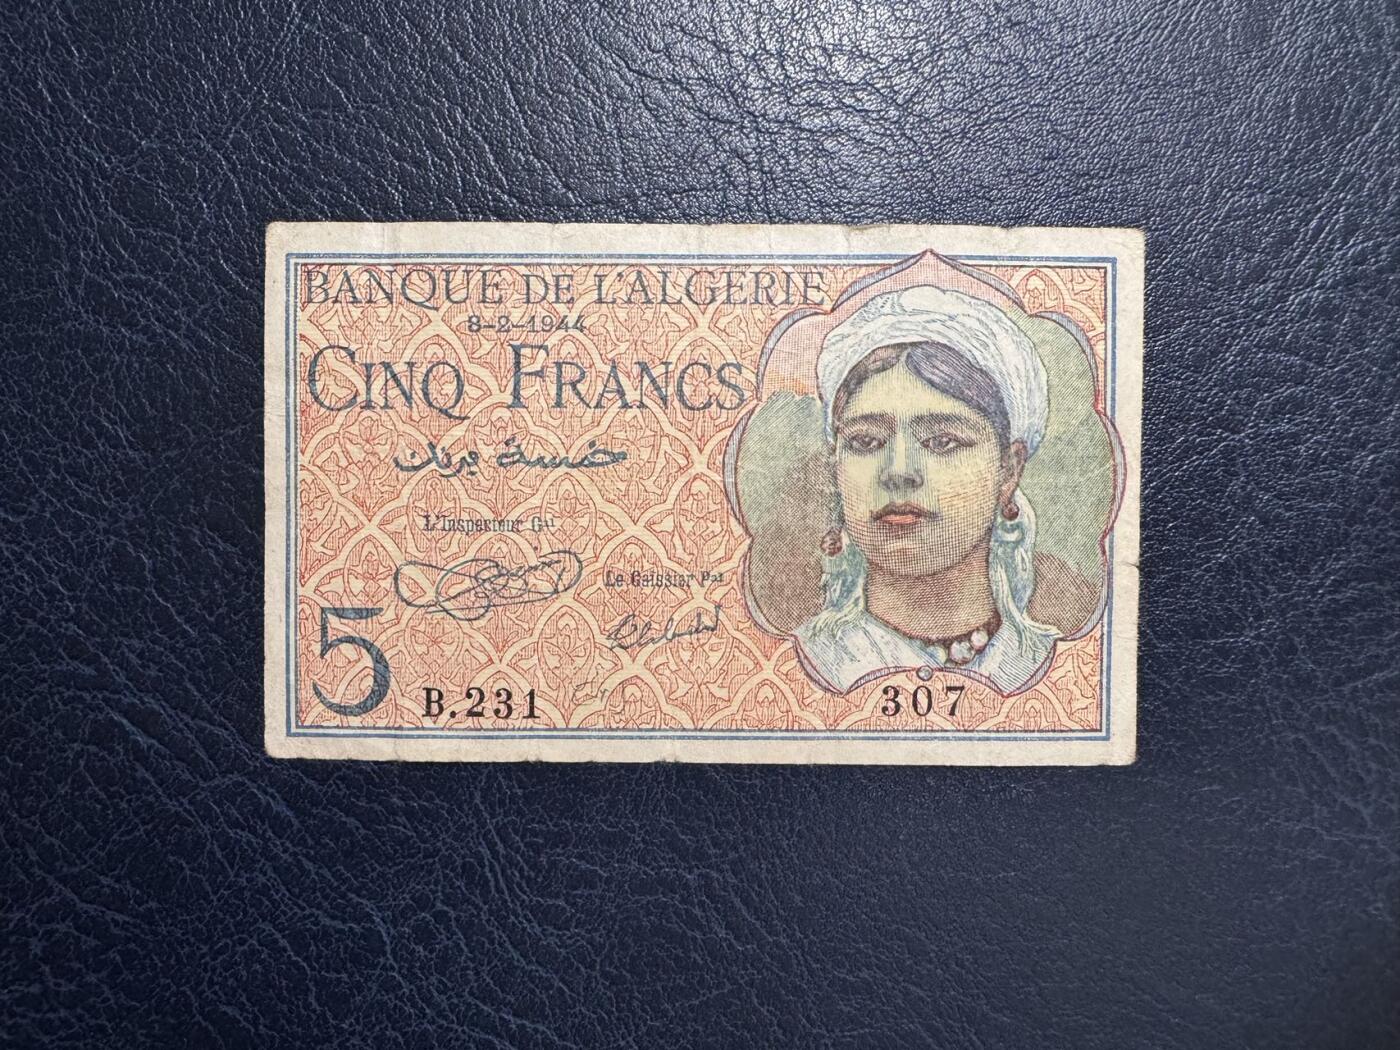 BANQUE DE L'ALGERIE
8-2-1944
CINQ FRANCS
خمسة فرنك
L'Inspecteur Gal
Le Caissier Pal
5
B.231
307